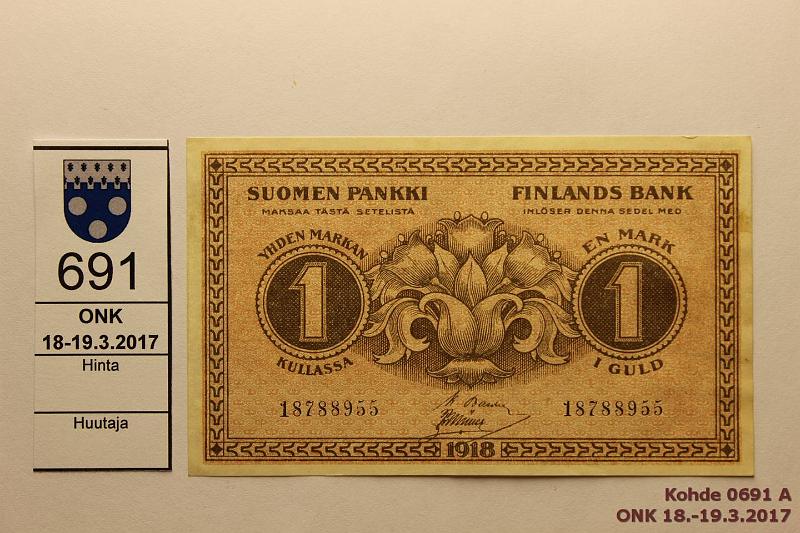 691
ONK
18-19.3.2017
Hinta
Huutaja
SUOMEN PANKKI
MAKSAA TÄSTÄ SETELISTÄ
FINLANDS BANK
INLÖSER DENNA SEDEL MED
YHDEN MARKAN
1
KULLASSA
EN MARK
1
I GULD
18788955
18788955
1918
Kohde 0691 A
ONK 18.-19.3.2017